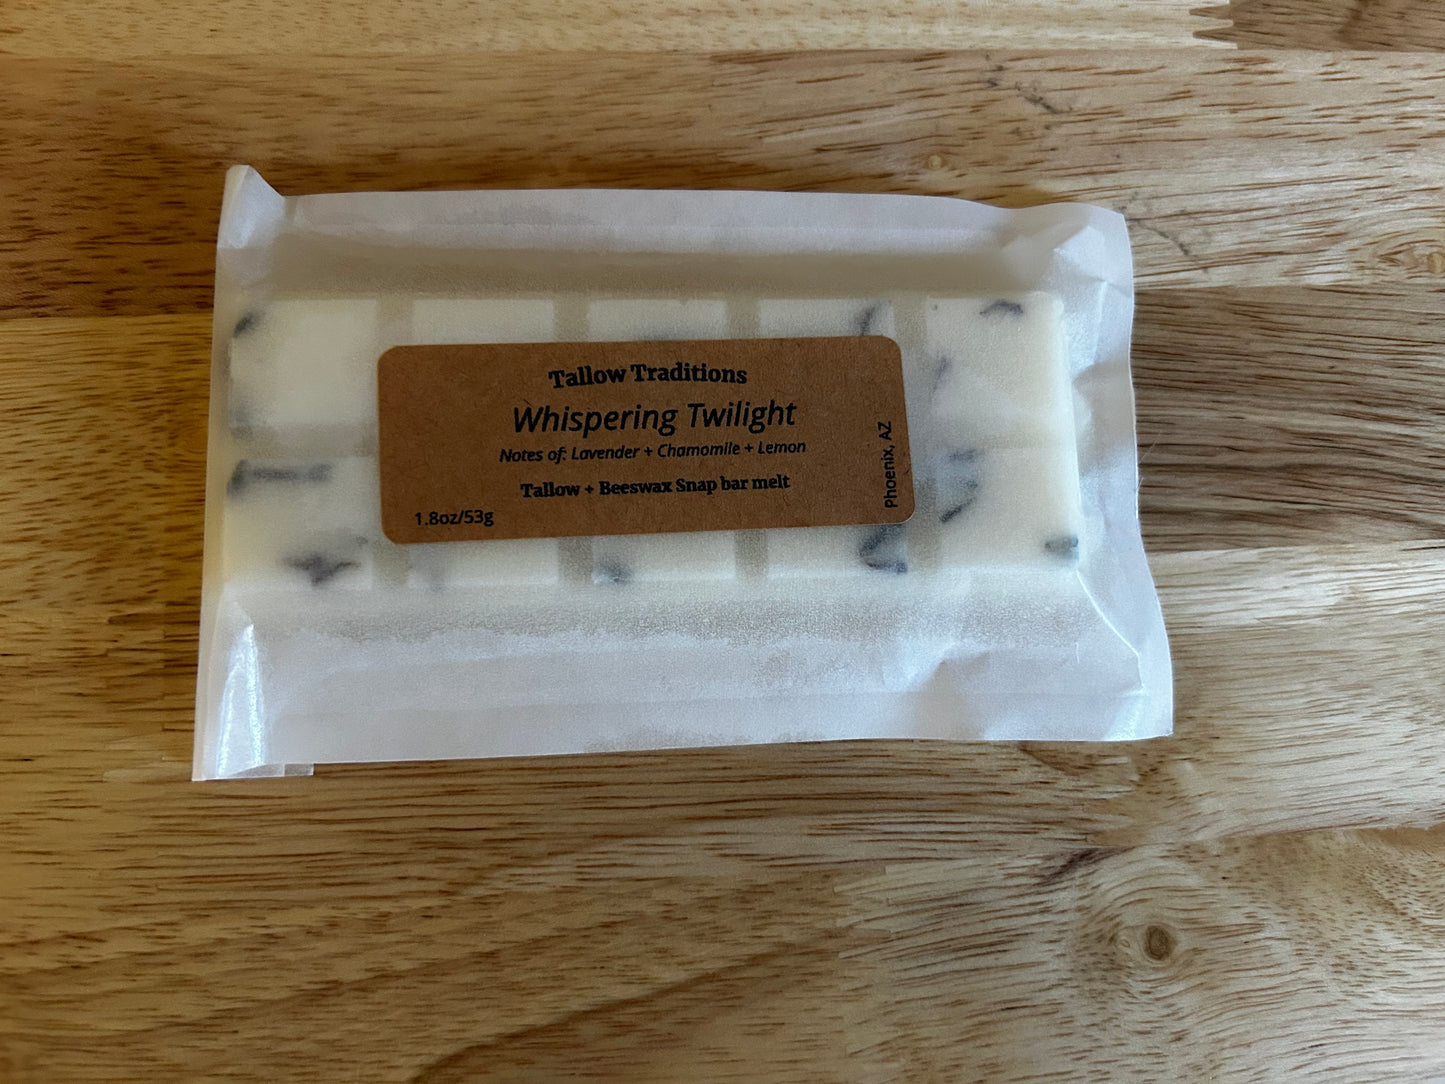 Tallow Traditions
Whispering Twilight
Notes of: Lavender + Chamomile + Lemon
Tallow + Beeswax Snap bar melt
1.8oz/53g
Phoenix, AZ